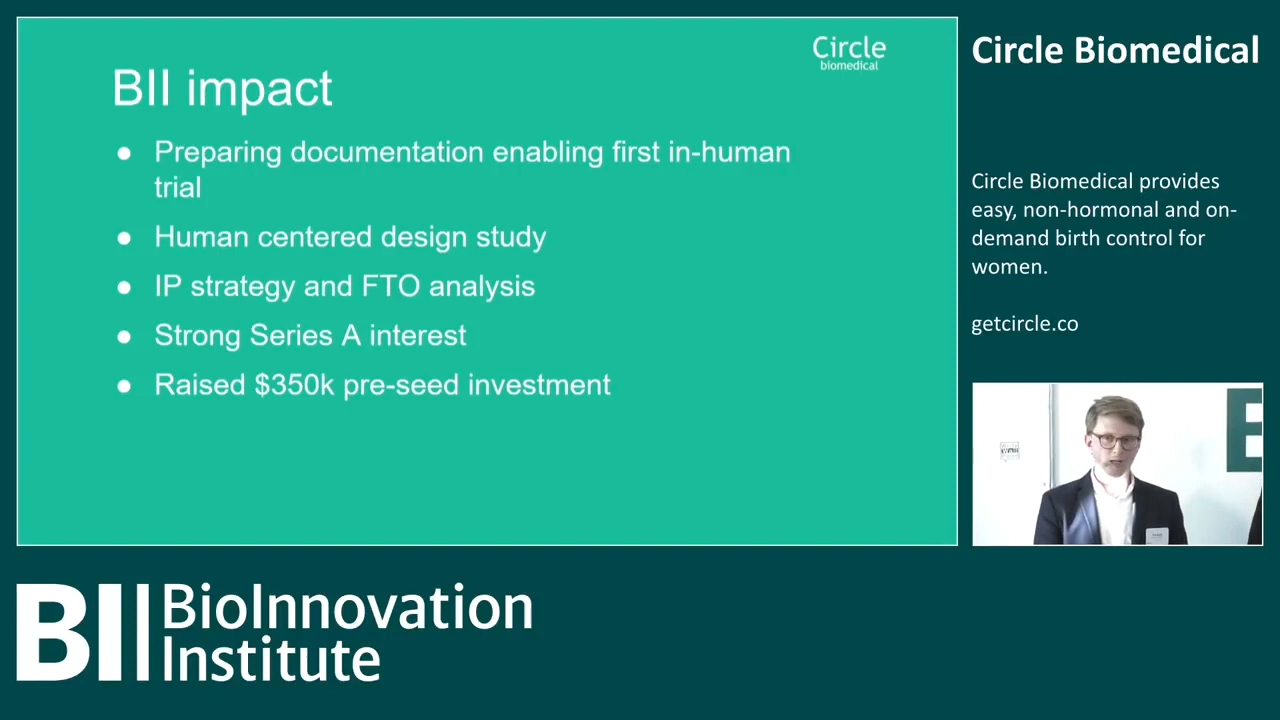 Circle
biomedical
BII impact
● Preparing documentation enabling first in-human
trial
● Human centered design study
● IP strategy and FTO analysis
● Strong Series A interest
● Raised $350k pre-seed investment
Circle Biomedical
Circle Biomedical provides
easy, non-hormonal and on-
demand birth control for
women.
getcircle.co
BII BioInnovation
Institute